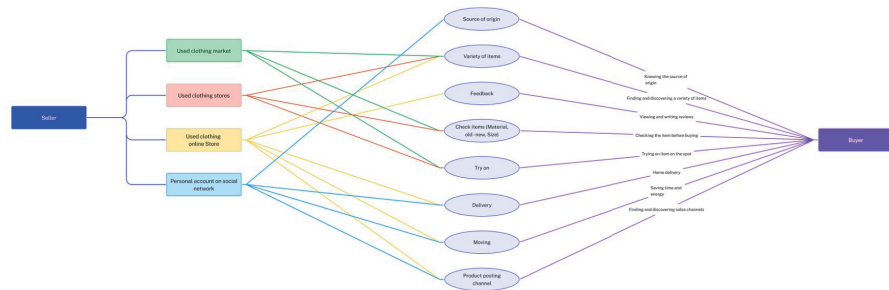 Source of origin
Used clothing market
Variety of items
Knowing the source of
origin
Used clothing stores
Feedback
Finding and discovering a variety of items
Viewing and writing reviews
Seller
Used clothing
online Store
Check items (Material,
old-new, Size)
Checking the item before buying
Buyer
Try on
Trying on item on the spot
Personal account on social
network
Home delivery
Delivery
Saving time and
energy
Finding and discovering sales channels
Moving
Product posting
channel